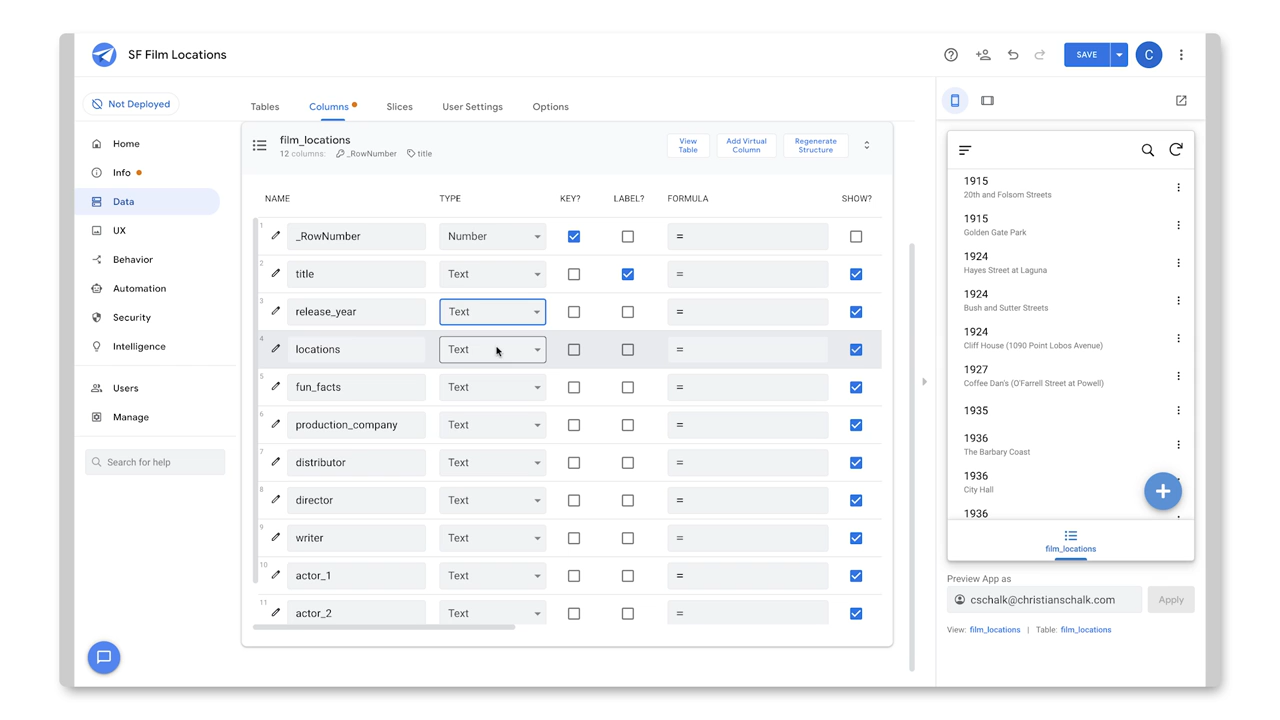 SF Film Locations
SAVE
C
Not Deployed
Home
Info
Data
UX
Behavior
Automation
Security
Intelligence
Users
Manage
Search for help
Tables
Columns
Slices
User Settings
Options
film_locations
12 columns: _RowNumber title
View Table
Add Virtual Column
Regenerate Structure
NAME TYPE KEY? LABEL? FORMULA SHOW?
1 _RowNumber Number =
2 title Text =
3 release_year Text =
4 locations Text =
5 fun_facts Text =
6 production_company Text =
7 distributor Text =
8 director Text =
9 writer Text =
10 actor_1 Text =
11 actor_2 Text =
1915
20th and Folsom Streets
1915
Golden Gate Park
1924
Hayes Street at Laguna
1924
Bush and Sutter Streets
1924
Cliff House (1090 Point Lobos Avenue)
1927
Coffee Dan's (O'Farrell Street at Powell)
1935
1936
The Barbary Coast
1936
City Hall
1936
film_locations
Preview App as
cschalk@christianschalk.com Apply
View: film_locations | Table: film_locations